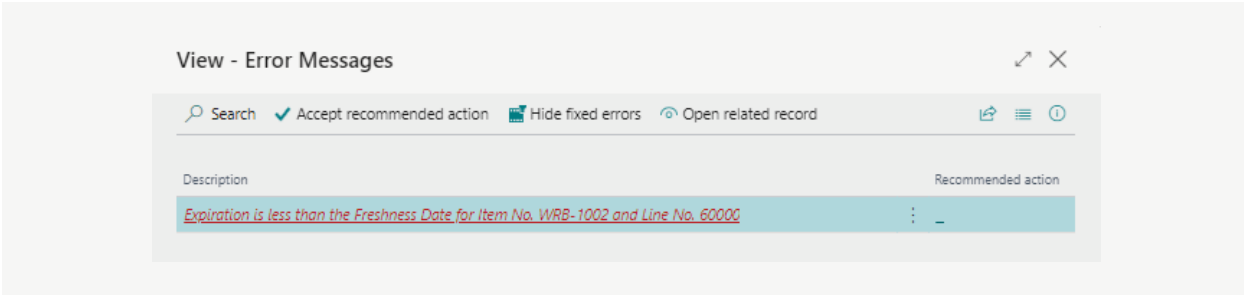 View - Error Messages
Search Accept recommended action Hide fixed errors Open related record
Description Recommended action
Expiration is less than the Freshness Date for Item No. WRB-1002 and Line No. 60000 _